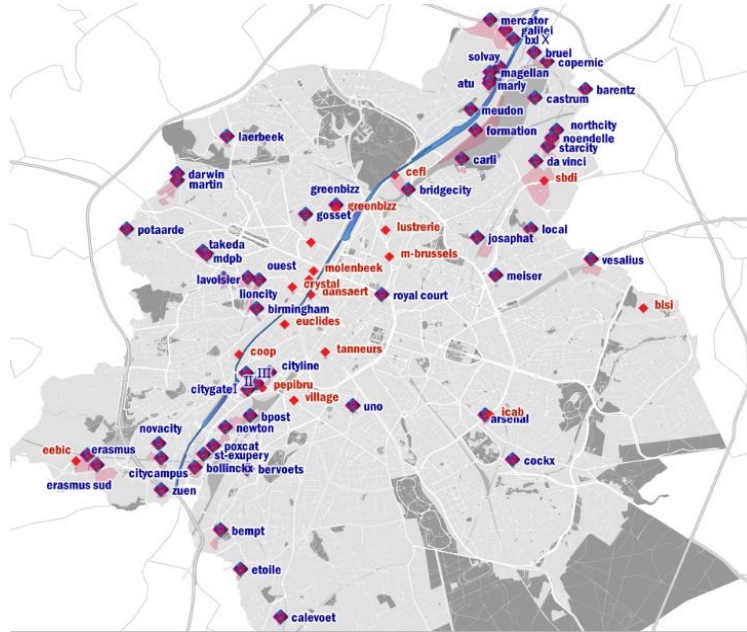 mercator
galilei
bxl X
bruel
solvay
copernic
magellan
atu
marly
barentz
castrum
meudon
northcity
formation
noendelle
laerbeek
starcity
carli
da vinci
cefl
darwin
sbdi
martin
greenbizz
bridgecity
greenbizz
gosset
potaarde
lustrerie
local
josaphat
takeda
mdpb
m-brussels
vesalius
ouest
molenbeek
meiser
lavoisier
crystal
lioncity
dansaert
royal court
birmingham
blsi
euclides
coop
tanneurs
cityline
III
citygate I
II
pepibru
village
uno
bpost
icab
arsenal
newton
novacity
poxcat
eebic
erasmus
st-exupery
cockx
citycampus
bollinckx
bervoets
erasmus sud
zuen
bempt
etoile
calevoet